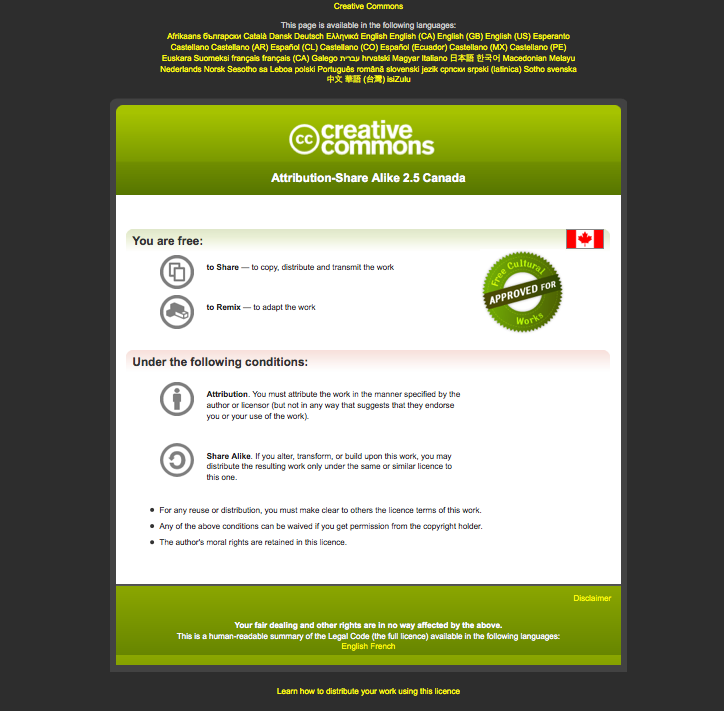 Creative Commons
This page is available in the following languages:
Afrikaans български Català Dansk Deutsch Ελληνικά English English (CA) English (GB) English (US) Esperanto
Castellano Castellano (AR) Español (CL) Castellano (CO) Español (Ecuador) Castellano (MX) Castellano (PE)
Euskara Suomeksi français français (CA) Galego עברית hrvatski Magyar Italiano 日本語 한국어 Macedonian Melayu
Nederlands Norsk Sesotho sa Leboa polski Português română slovenski jezik српски srpski (latinica) Sotho svenska
中文 華語 (台灣) isiZulu
cc creative
commons
Attribution-Share Alike 2.5 Canada
You are free:
to Share — to copy, distribute and transmit the work
to Remix — to adapt the work
Free Cultural
APPROVED FOR
Works
Under the following conditions:
Attribution. You must attribute the work in the manner specified by the
author or licensor (but not in any way that suggests that they endorse
you or your use of the work).
Share Alike. If you alter, transform, or build upon this work, you may
distribute the resulting work only under the same or similar licence to
this one.
For any reuse or distribution, you must make clear to others the licence terms of this work.
Any of the above conditions can be waived if you get permission from the copyright holder.
The author's moral rights are retained in this licence.
Disclaimer
Your fair dealing and other rights are in no way affected by the above.
This is a human-readable summary of the Legal Code (the full licence) available in the following languages:
English French
Learn how to distribute your work using this licence